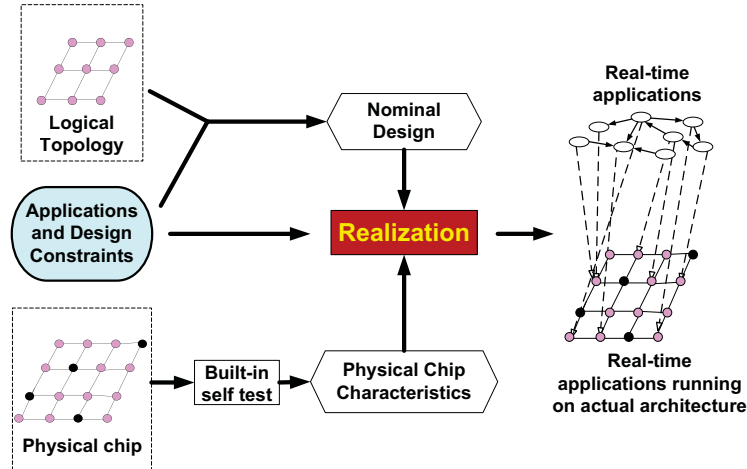 Logical
Topology
Nominal
Design
Real-time
applications
Applications
and Design
Constraints
Realization
Built-in
self test
Physical Chip
Characteristics
Physical chip
Real-time
applications running
on actual architecture